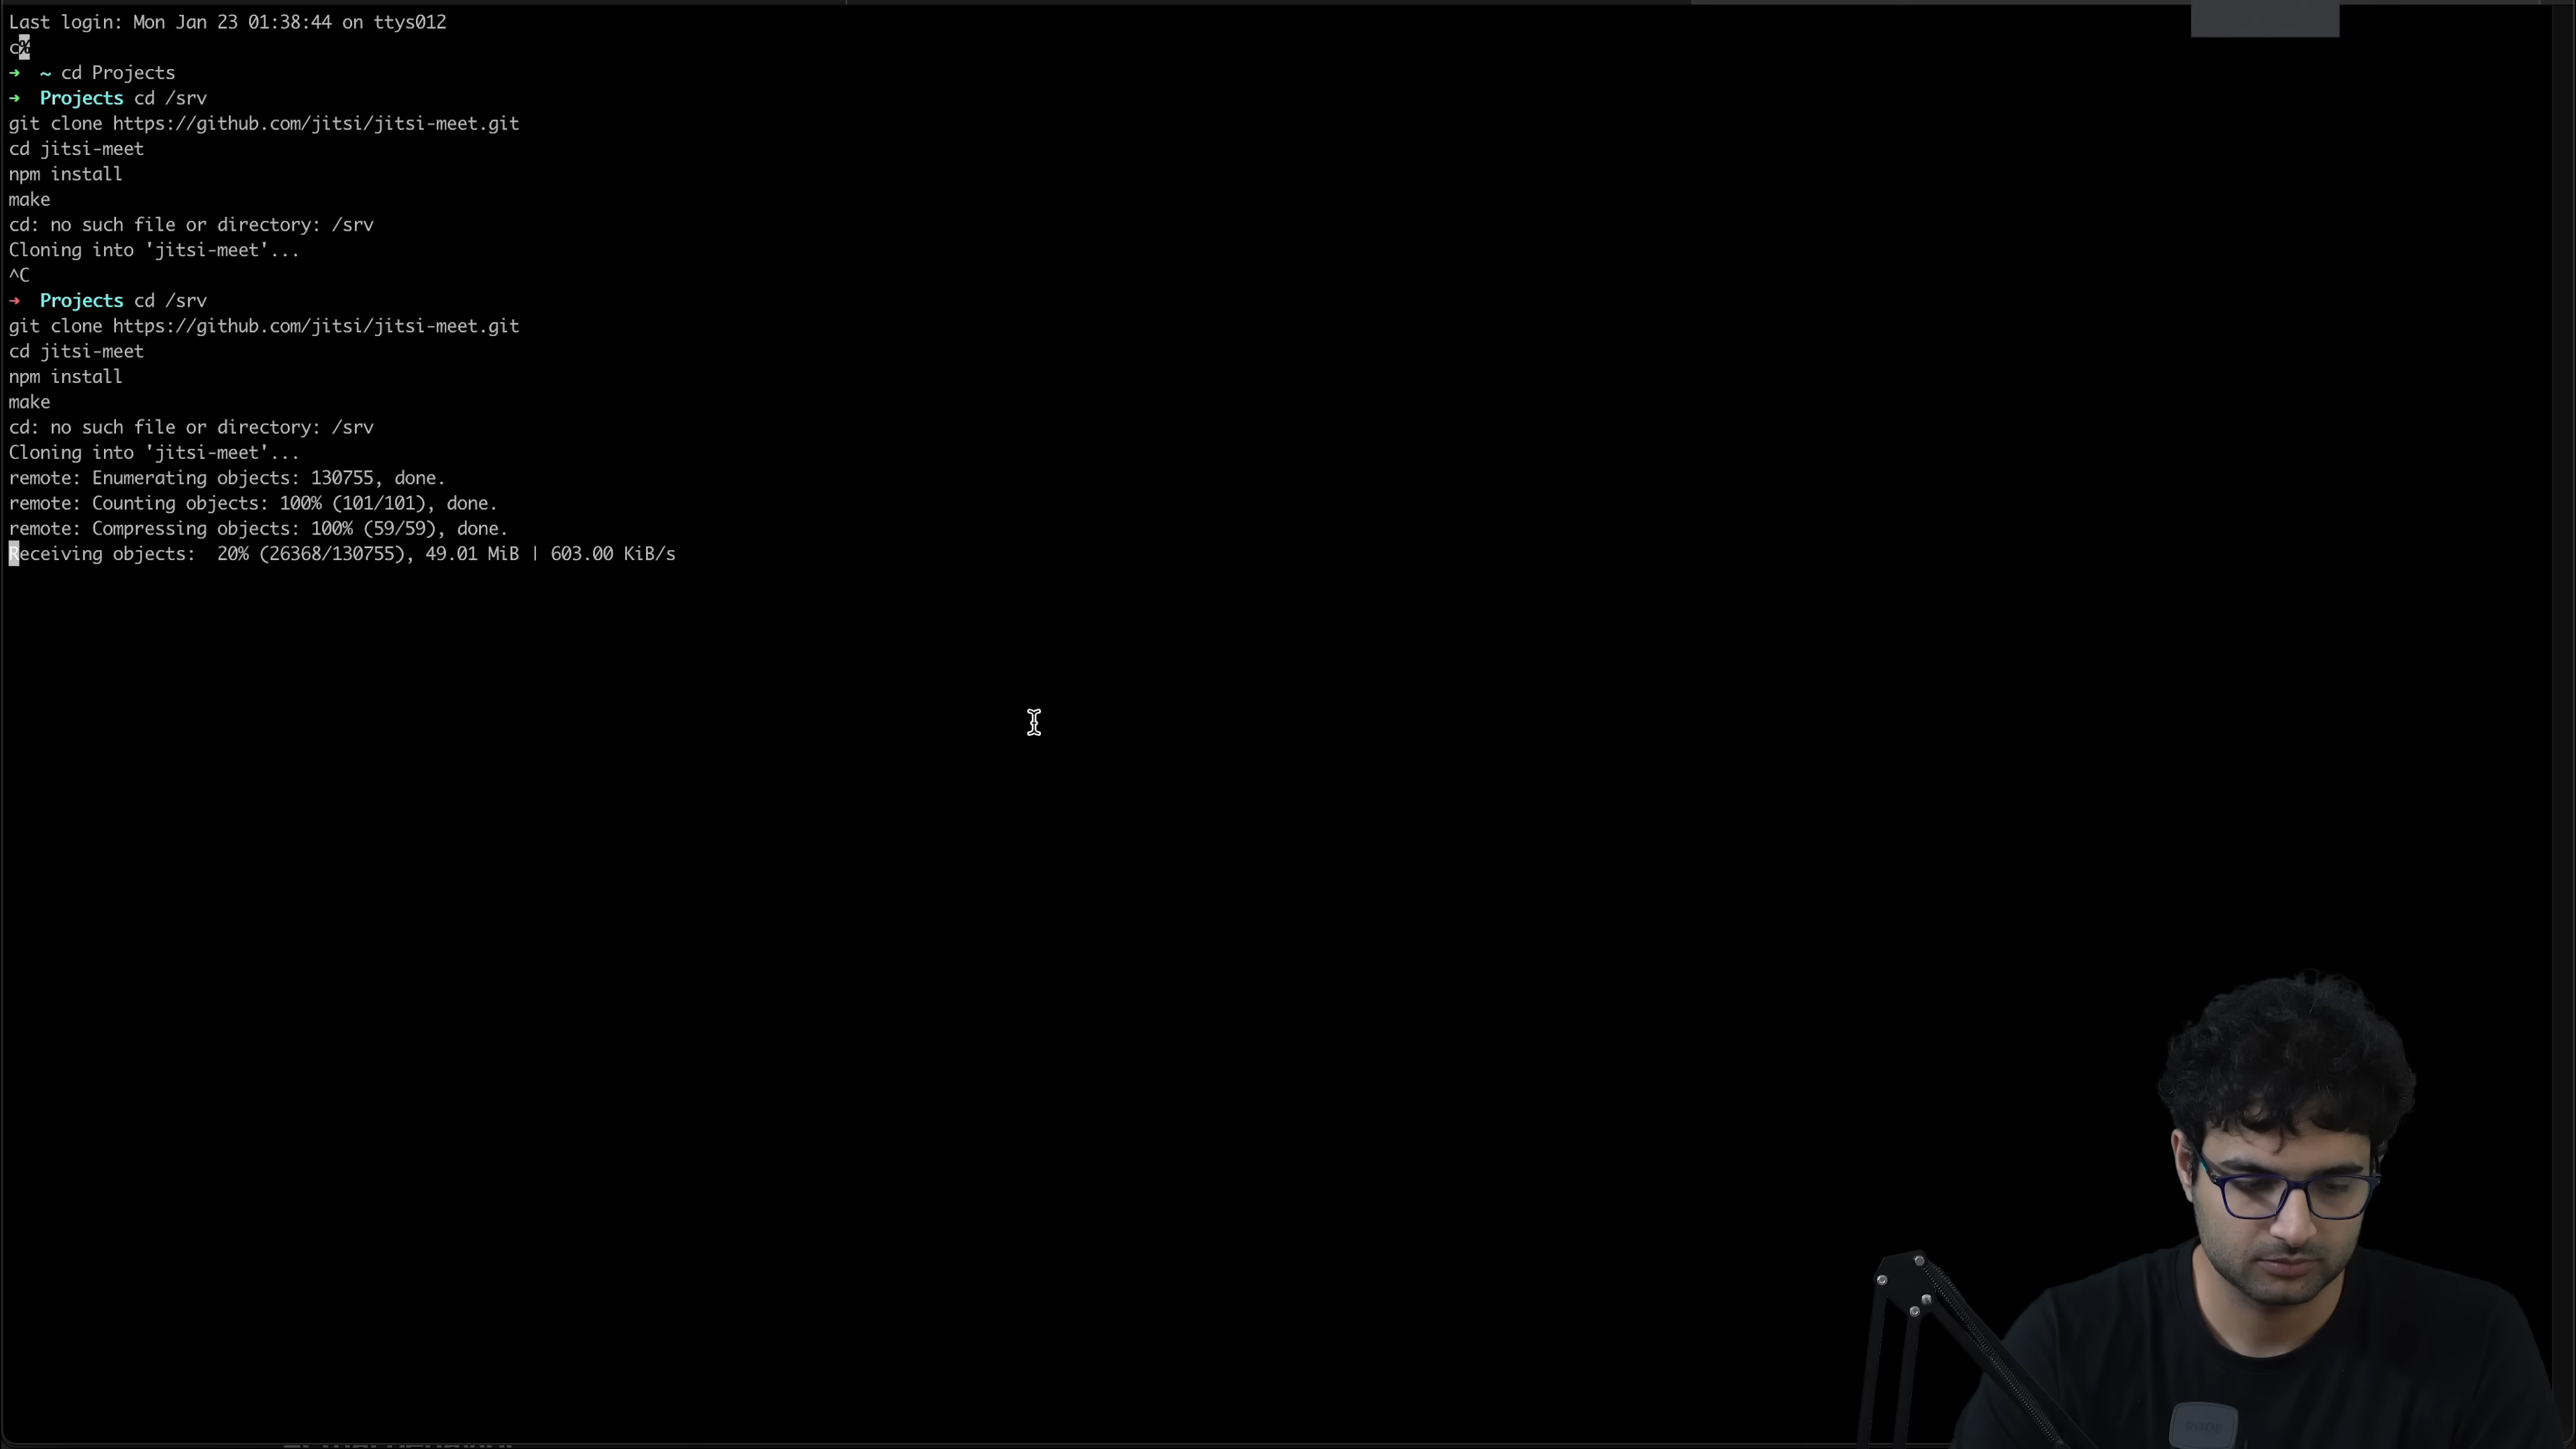 Last login: Mon Jan 23 01:38:44 on ttys012
c%
➜  ~ cd Projects
➜  Projects cd /srv
git clone https://github.com/jitsi/jitsi-meet.git
cd jitsi-meet
npm install
make
cd: no such file or directory: /srv
Cloning into 'jitsi-meet'...
^C
➜  Projects cd /srv
git clone https://github.com/jitsi/jitsi-meet.git
cd jitsi-meet
npm install
make
cd: no such file or directory: /srv
Cloning into 'jitsi-meet'...
remote: Enumerating objects: 130755, done.
remote: Counting objects: 100% (101/101), done.
remote: Compressing objects: 100% (59/59), done.
Receiving objects:  20% (26368/130755), 49.01 MiB | 603.00 KiB/s